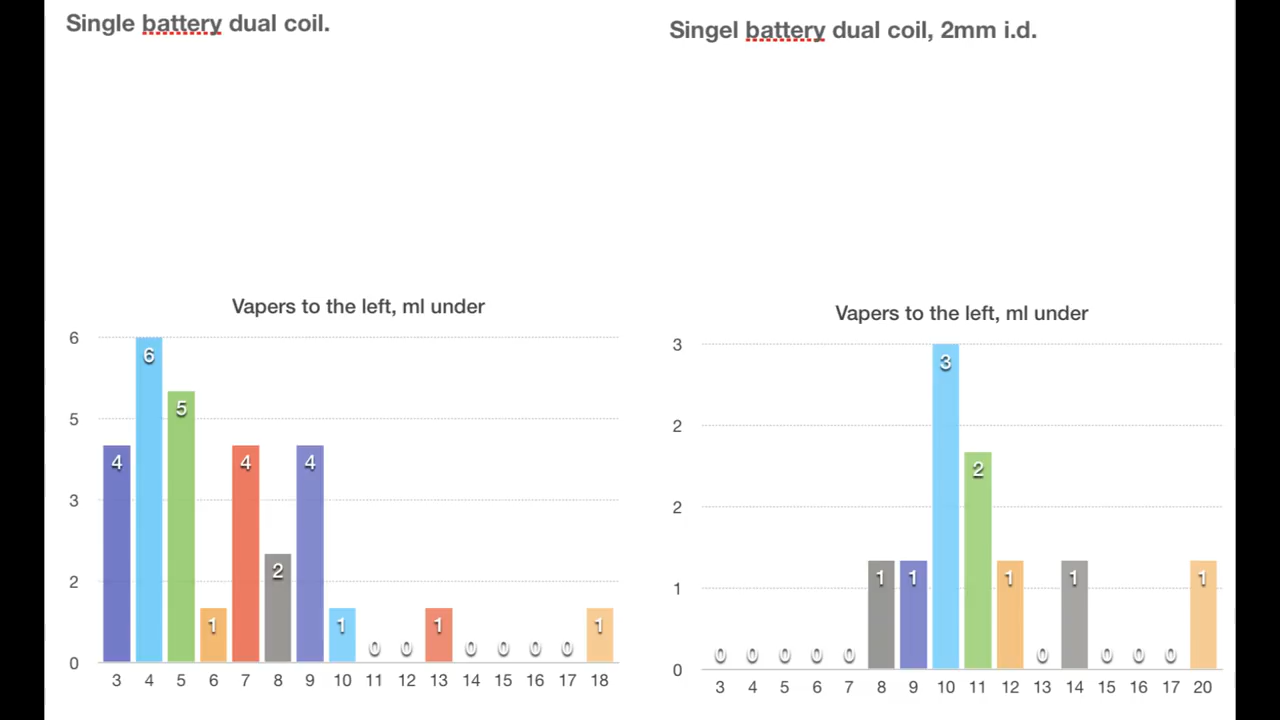 Single battery dual coil.
Singel battery dual coil, 2mm i.d.
Vapers to the left, ml under
6
5
3
2
0
4 6 5 1 4 2 4 1 0 0 1 0 0 0 0 1
3 4 5 6 7 8 9 10 11 12 13 14 15 16 17 18
Vapers to the left, ml under
3
2
2
1
0
0 0 0 0 0 1 1 3 2 1 0 1 0 0 0 1
3 4 5 6 7 8 9 10 11 12 13 14 15 16 17 20